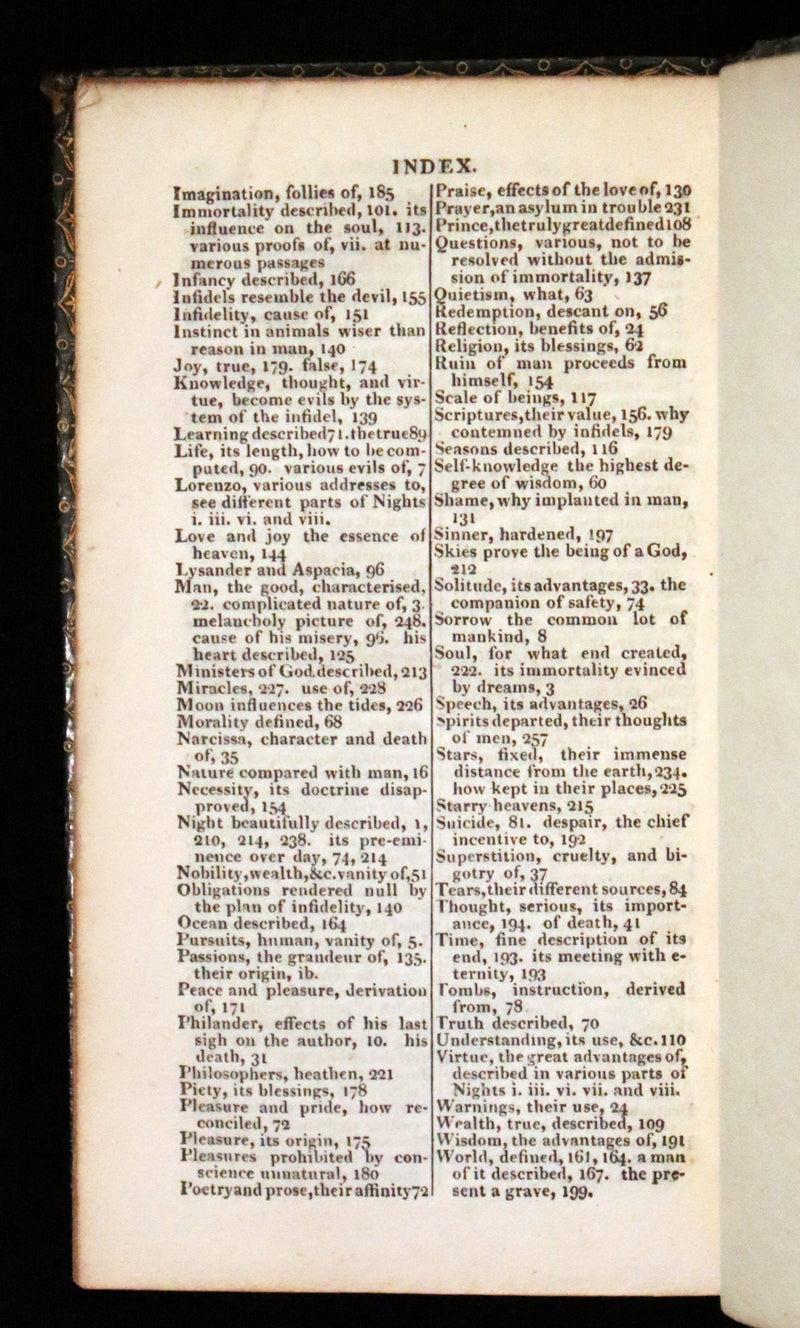 INDEX.
Imagination, follies of, 185
Immortality described, 101. its
influence on the soul, 113.
various proofs of, vii. at nu-
merous passages
Infancy described, 166
Infidels resemble the devil, 155
Infidelity, cause of, 151
Instinct in animals wiser than
reason in man, 140
Joy, true, 179. false, 174
Knowledge, thought, and vir-
tue, become evils by the sys-
tem of the infidel, 139
Learning described 71. the true 89
Life, its length, how to be com-
puted, 90. various evils of, 7
Lorenzo, various addresses to,
see different parts of Nights
i. iii. vi. and viii.
Love and joy the essence of
heaven, 144
Lysander and Aspacia, 96
Man, the good, characterised,
22. complicated nature of, 3.
melancholy picture of, 248.
cause of his misery, 96. his
heart described, 125
Ministers of God, described, 213
Miracles, 227. use of, 228
Moon influences the tides, 226
Morality defined, 68
Narcissa, character and death
of, 35
Nature compared with man, 16
Necessity, its doctrine disap-
proved, 154
Night beautifully described, 1,
210, 214, 238. its pre-emi-
nence over day, 74, 214
Nobility, wealth, &c. vanity of, 51
Obligations rendered null by
the plan of infidelity, 140
Ocean described, 164
Pursuits, human, vanity of, 5.
Passions, the grandeur of, 135.
their origin, ib.
Peace and pleasure, derivation
of, 171
Philander, effects of his last
sigh on the author, 10. his
death, 31
Philosophers, heathen, 221
Piety, its blessings, 178
Pleasure and pride, how re-
conciled, 72
Pleasure, its origin, 175
Pleasures prohibited by con-
science unnatural, 180
Poetry and prose, their affinity 72
Praise, effects of the love of, 130
Prayer, an asylum in trouble 231
Prince, the truly great defined 108
Questions, various, not to be
resolved without the admis-
sion of immortality, 137
Quietism, what, 63
Redemption, descant on, 56
Reflection, benefits of, 24
Religion, its blessings, 62
Ruin of man proceeds from
himself, 154
Scale of beings, 117
Scriptures, their value, 156. why
contemned by infidels, 179
Seasons described, 116
Self-knowledge the highest de-
gree of wisdom, 60
Shame, why implanted in man,
131
Sinner, hardened, 197
Skies prove the being of a God,
212
Solitude, its advantages, 33. the
companion of safety, 74
Sorrow the common lot of
mankind, 8
Soul, for what end created,
222. its immortality evinced
by dreams, 3
Speech, its advantages, 26
Spirits departed, their thoughts
of men, 257
Stars, fixed, their immense
distance from the earth, 234.
how kept in their places, 225
Starry heavens, 215
Suicide, 81. despair, the chief
incentive to, 192
Superstition, cruelty, and bi-
gotry of, 37
Tears, their different sources, 84
Thought, serious, its import-
ance, 194. of death, 41
Time, fine description of its
end, 193. its meeting with e-
ternity, 193
Tombs, instruction, derived
from, 78
Truth described, 70
Understanding, its use, &c. 110
Virtue, the great advantages of,
described in various parts of
Nights i. iii. vi. vii. and viii.
Warnings, their use, 24
Wealth, true, described, 109
Wisdom, the advantages of, 191
World, defined, 161, 164. a man
of it described, 167. the pre-
sent a grave, 199.